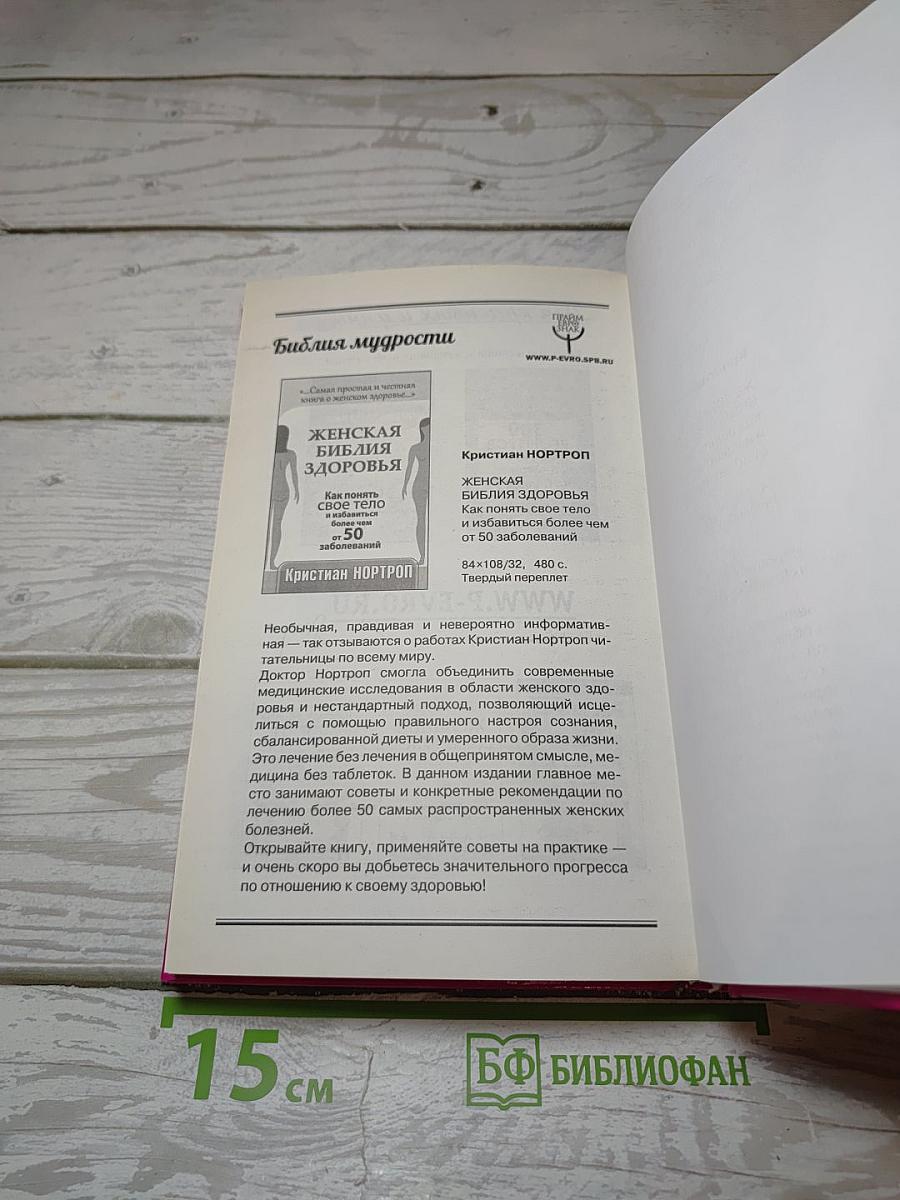 Библия мудрости
ПРАЙМ
ЕВРО
ЗНАК
WWW.P-EVRO.SPB.RU
«...Самая простая и честная
книга о женском здоровье...»
ЖЕНСКАЯ
БИБЛИЯ
ЗДОРОВЬЯ
Как понять
СВОЕ ТЕЛО
и избавиться
более чем
от 50
заболеваний
Кристиан НОРТРОП
Кристиан НОРТРОП
ЖЕНСКАЯ
БИБЛИЯ ЗДОРОВЬЯ
Как понять свое тело
и избавиться более чем
от 50 заболеваний
84×108/32, 480 с.
Твердый переплет
Необычная, правдивая и невероятно информатив-
ная — так отзываются о работах Кристиан Нортроп чи-
тательницы по всему миру.
Доктор Нортроп смогла объединить современные
медицинские исследования в области женского здо-
ровья и нестандартный подход, позволяющий исце-
литься с помощью правильного настроя сознания,
сбалансированной диеты и умеренного образа жизни.
Это лечение без лечения в общепринятом смысле, ме-
дицина без таблеток. В данном издании главное ме-
сто занимают советы и конкретные рекомендации по
лечению более 50 самых распространенных женских
болезней.
Открывайте книгу, применяйте советы на практике —
и очень скоро вы добьетесь значительного прогресса
по отношению к своему здоровью!
15 см
БФ БИБЛИОФАН